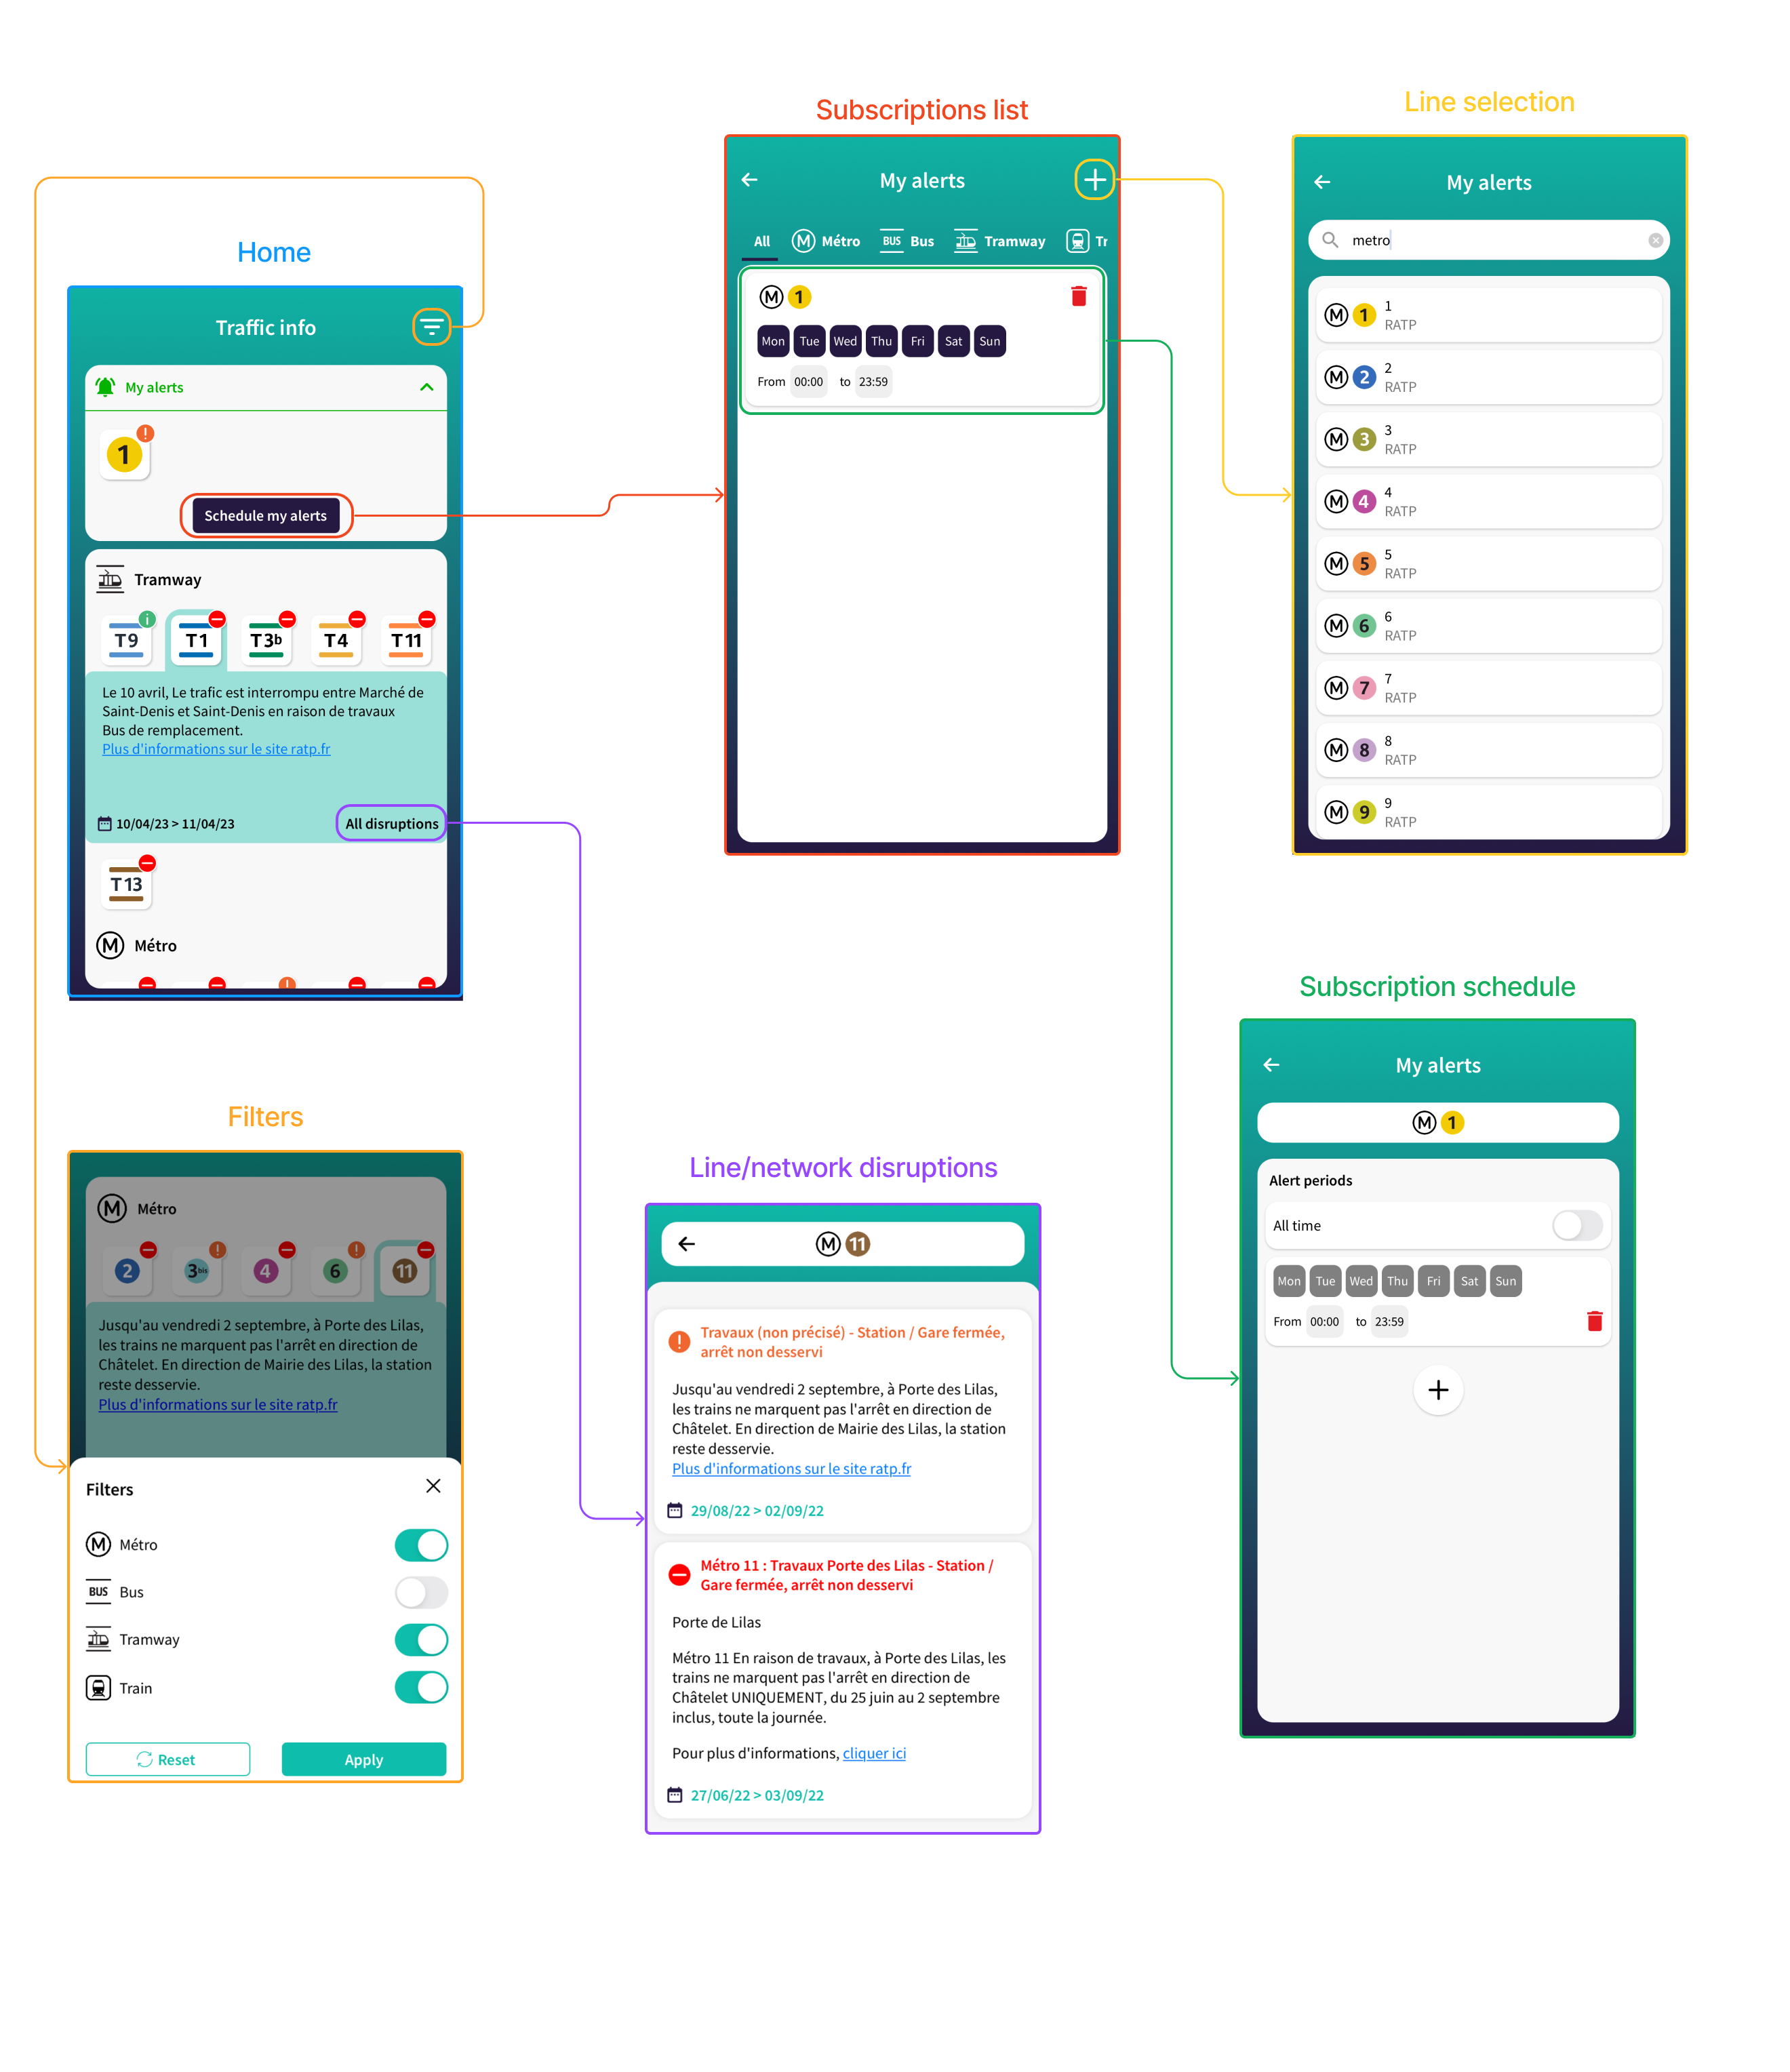 Home
Traffic info
My alerts
1
Schedule my alerts
Tramway
T9 T1 T3b T4 T11
Le 10 avril, Le trafic est interrompu entre Marché de
Saint-Denis et Saint-Denis en raison de travaux
Bus de remplacement.
Plus d'informations sur le site ratp.fr
10/04/23 > 11/04/23 All disruptions
T13
M Métro
Subscriptions list
My alerts
All M Métro BUS Bus Tramway Tr
M 1
Mon Tue Wed Thu Fri Sat Sun
From 00:00 to 23:59
Line selection
My alerts
metro
M 1 1
RATP
M 2 2
RATP
M 3 3
RATP
M 4 4
RATP
M 5 5
RATP
M 6 6
RATP
M 7 7
RATP
M 8 8
RATP
M 9 9
RATP
Filters
M Métro
2 3bis 4 6 11
Jusqu'au vendredi 2 septembre, à Porte des Lilas,
les trains ne marquent pas l'arrêt en direction de
Châtelet. En direction de Mairie des Lilas, la station
reste desservie.
Plus d'informations sur le site ratp.fr
Filters
M Métro
BUS Bus
Tramway
Train
Reset Apply
Line/network disruptions
M 11
Travaux (non précisé) - Station / Gare fermée,
arrêt non desservi
Jusqu'au vendredi 2 septembre, à Porte des Lilas,
les trains ne marquent pas l'arrêt en direction de
Châtelet. En direction de Mairie des Lilas, la station
reste desservie.
Plus d'informations sur le site ratp.fr
29/08/22 > 02/09/22
Métro 11 : Travaux Porte des Lilas - Station /
Gare fermée, arrêt non desservi
Porte de Lilas
Métro 11 En raison de travaux, à Porte des Lilas, les
trains ne marquent pas l'arrêt en direction de
Châtelet UNIQUEMENT, du 25 juin au 2 septembre
inclus, toute la journée.
Pour plus d'informations, cliquer ici
27/06/22 > 03/09/22
Subscription schedule
My alerts
M 1
Alert periods
All time
Mon Tue Wed Thu Fri Sat Sun
From 00:00 to 23:59